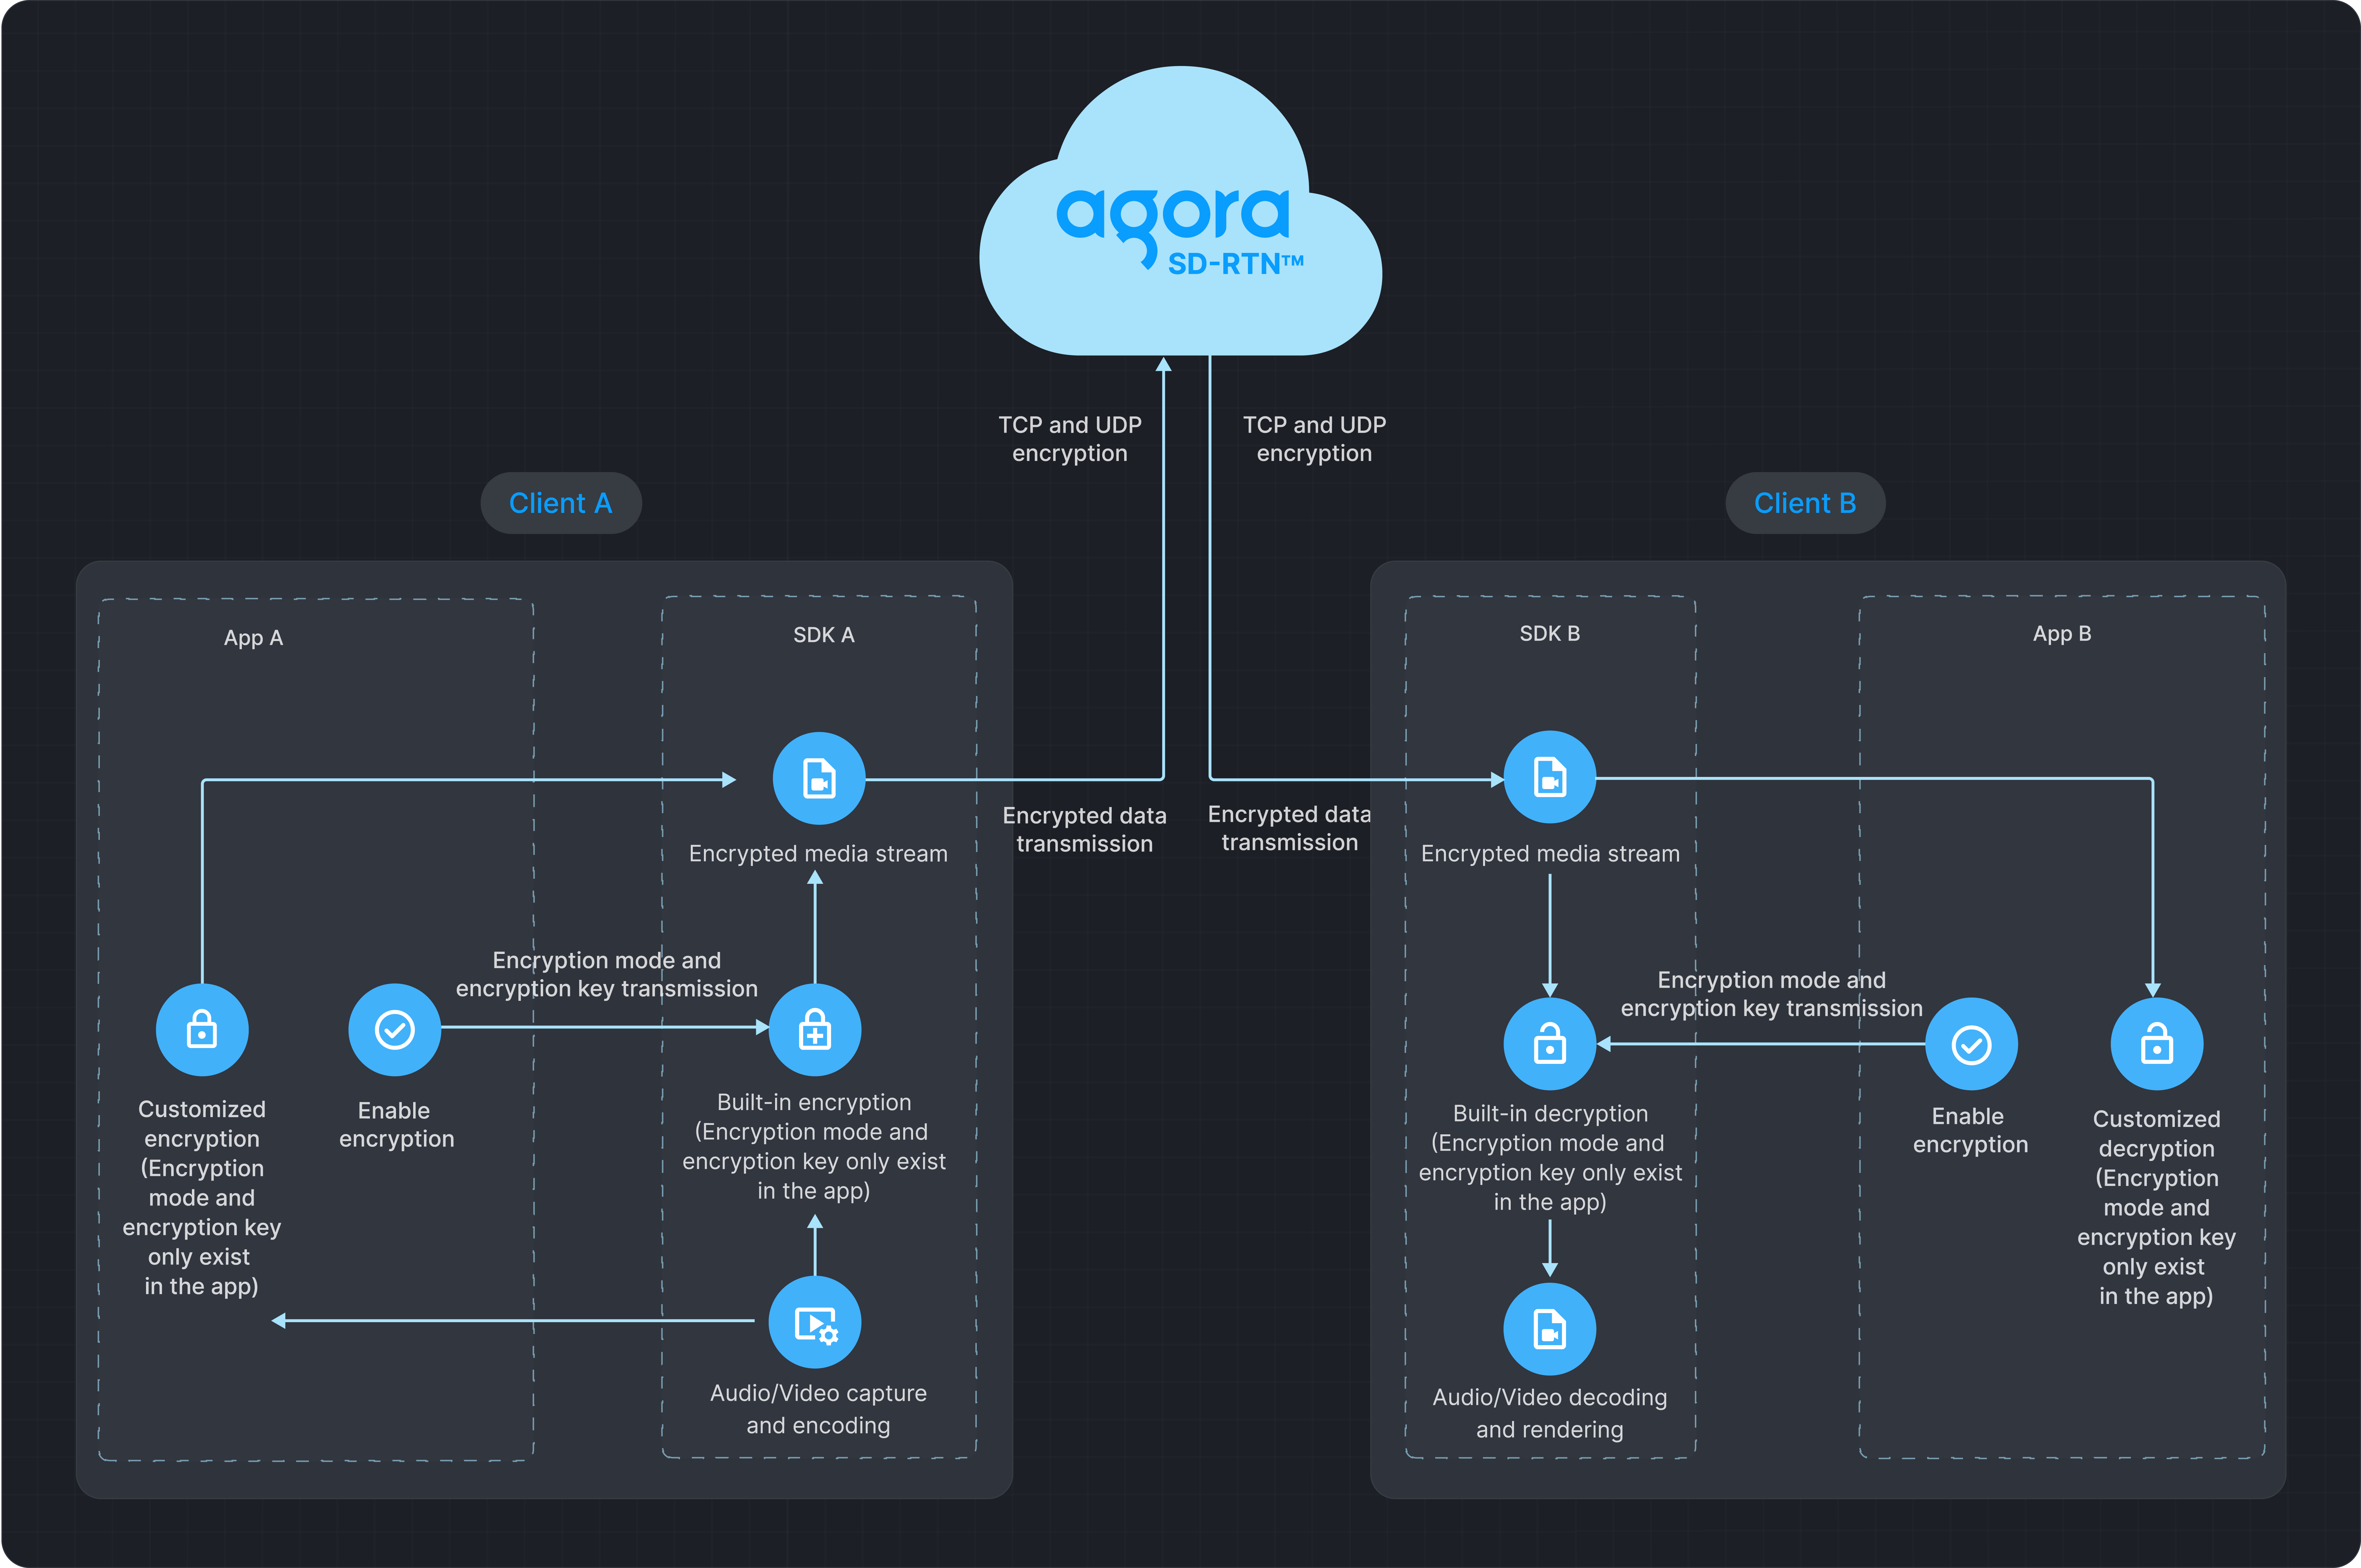 agora
SD-RTN™
TCP and UDP
encryption
TCP and UDP
encryption
Client A
Client B
App A
SDK A
SDK B
App B
Encrypted data
transmission
Encrypted data
transmission
Encrypted media stream
Encrypted media stream
Encryption mode and
encryption key transmission
Encryption mode and
encryption key transmission
Customized
encryption
(Encryption
mode and
encryption key
only exist
in the app)
Enable
encryption
Built-in encryption
(Encryption mode and
encryption key only exist
in the app)
Built-in decryption
(Encryption mode and
encryption key only exist
in the app)
Enable
encryption
Customized
decryption
(Encryption
mode and
encryption key
only exist
in the app)
Audio/Video capture
and encoding
Audio/Video decoding
and rendering